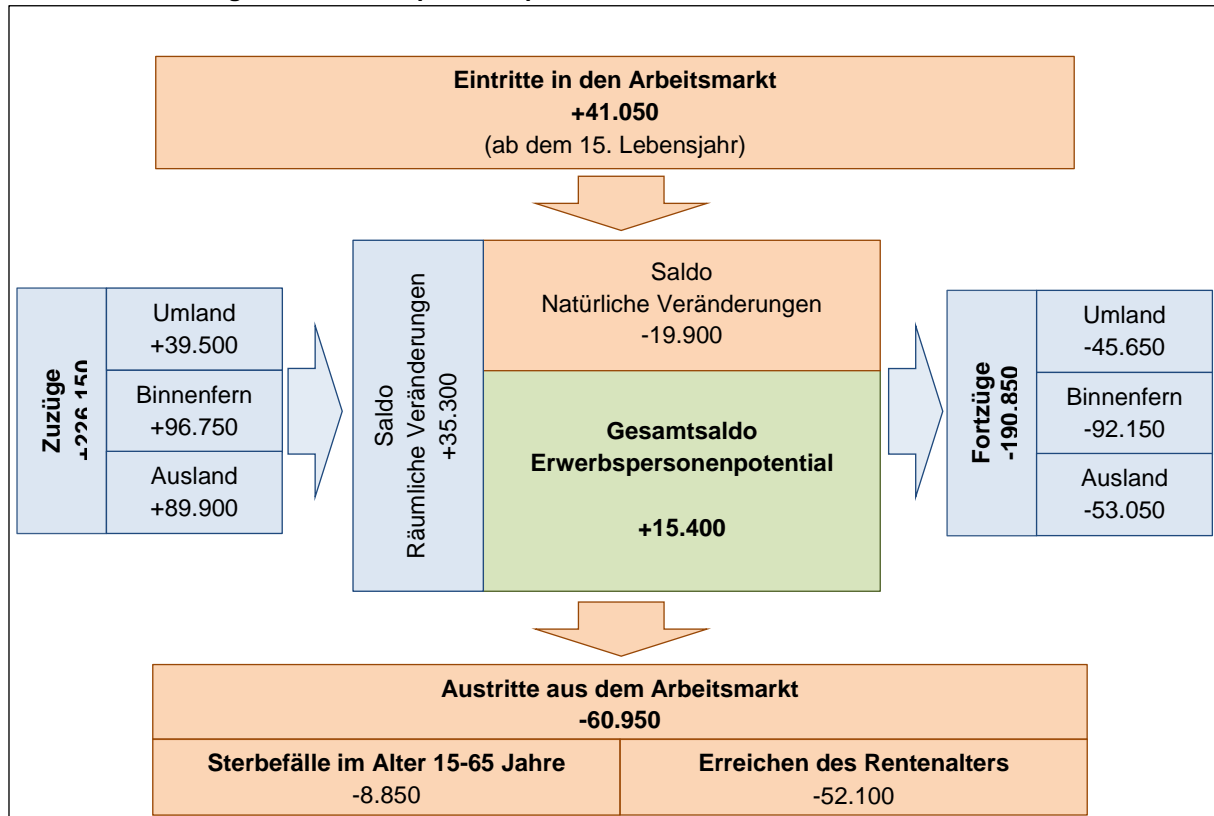 Eintritte in den Arbeitsmarkt
+41.050
(ab dem 15. Lebensjahr)
Zuzüge
+226.150
Umland
+39.500
Binnenfern
+96.750
Ausland
+89.900
Saldo
Räumliche Veränderungen
+35.300
Saldo
Natürliche Veränderungen
-19.900
Gesamtsaldo
Erwerbspersonenpotential
+15.400
Fortzüge
-190.850
Umland
-45.650
Binnenfern
-92.150
Ausland
-53.050
Austritte aus dem Arbeitsmarkt
-60.950
Sterbefälle im Alter 15-65 Jahre
-8.850
Erreichen des Rentenalters
-52.100